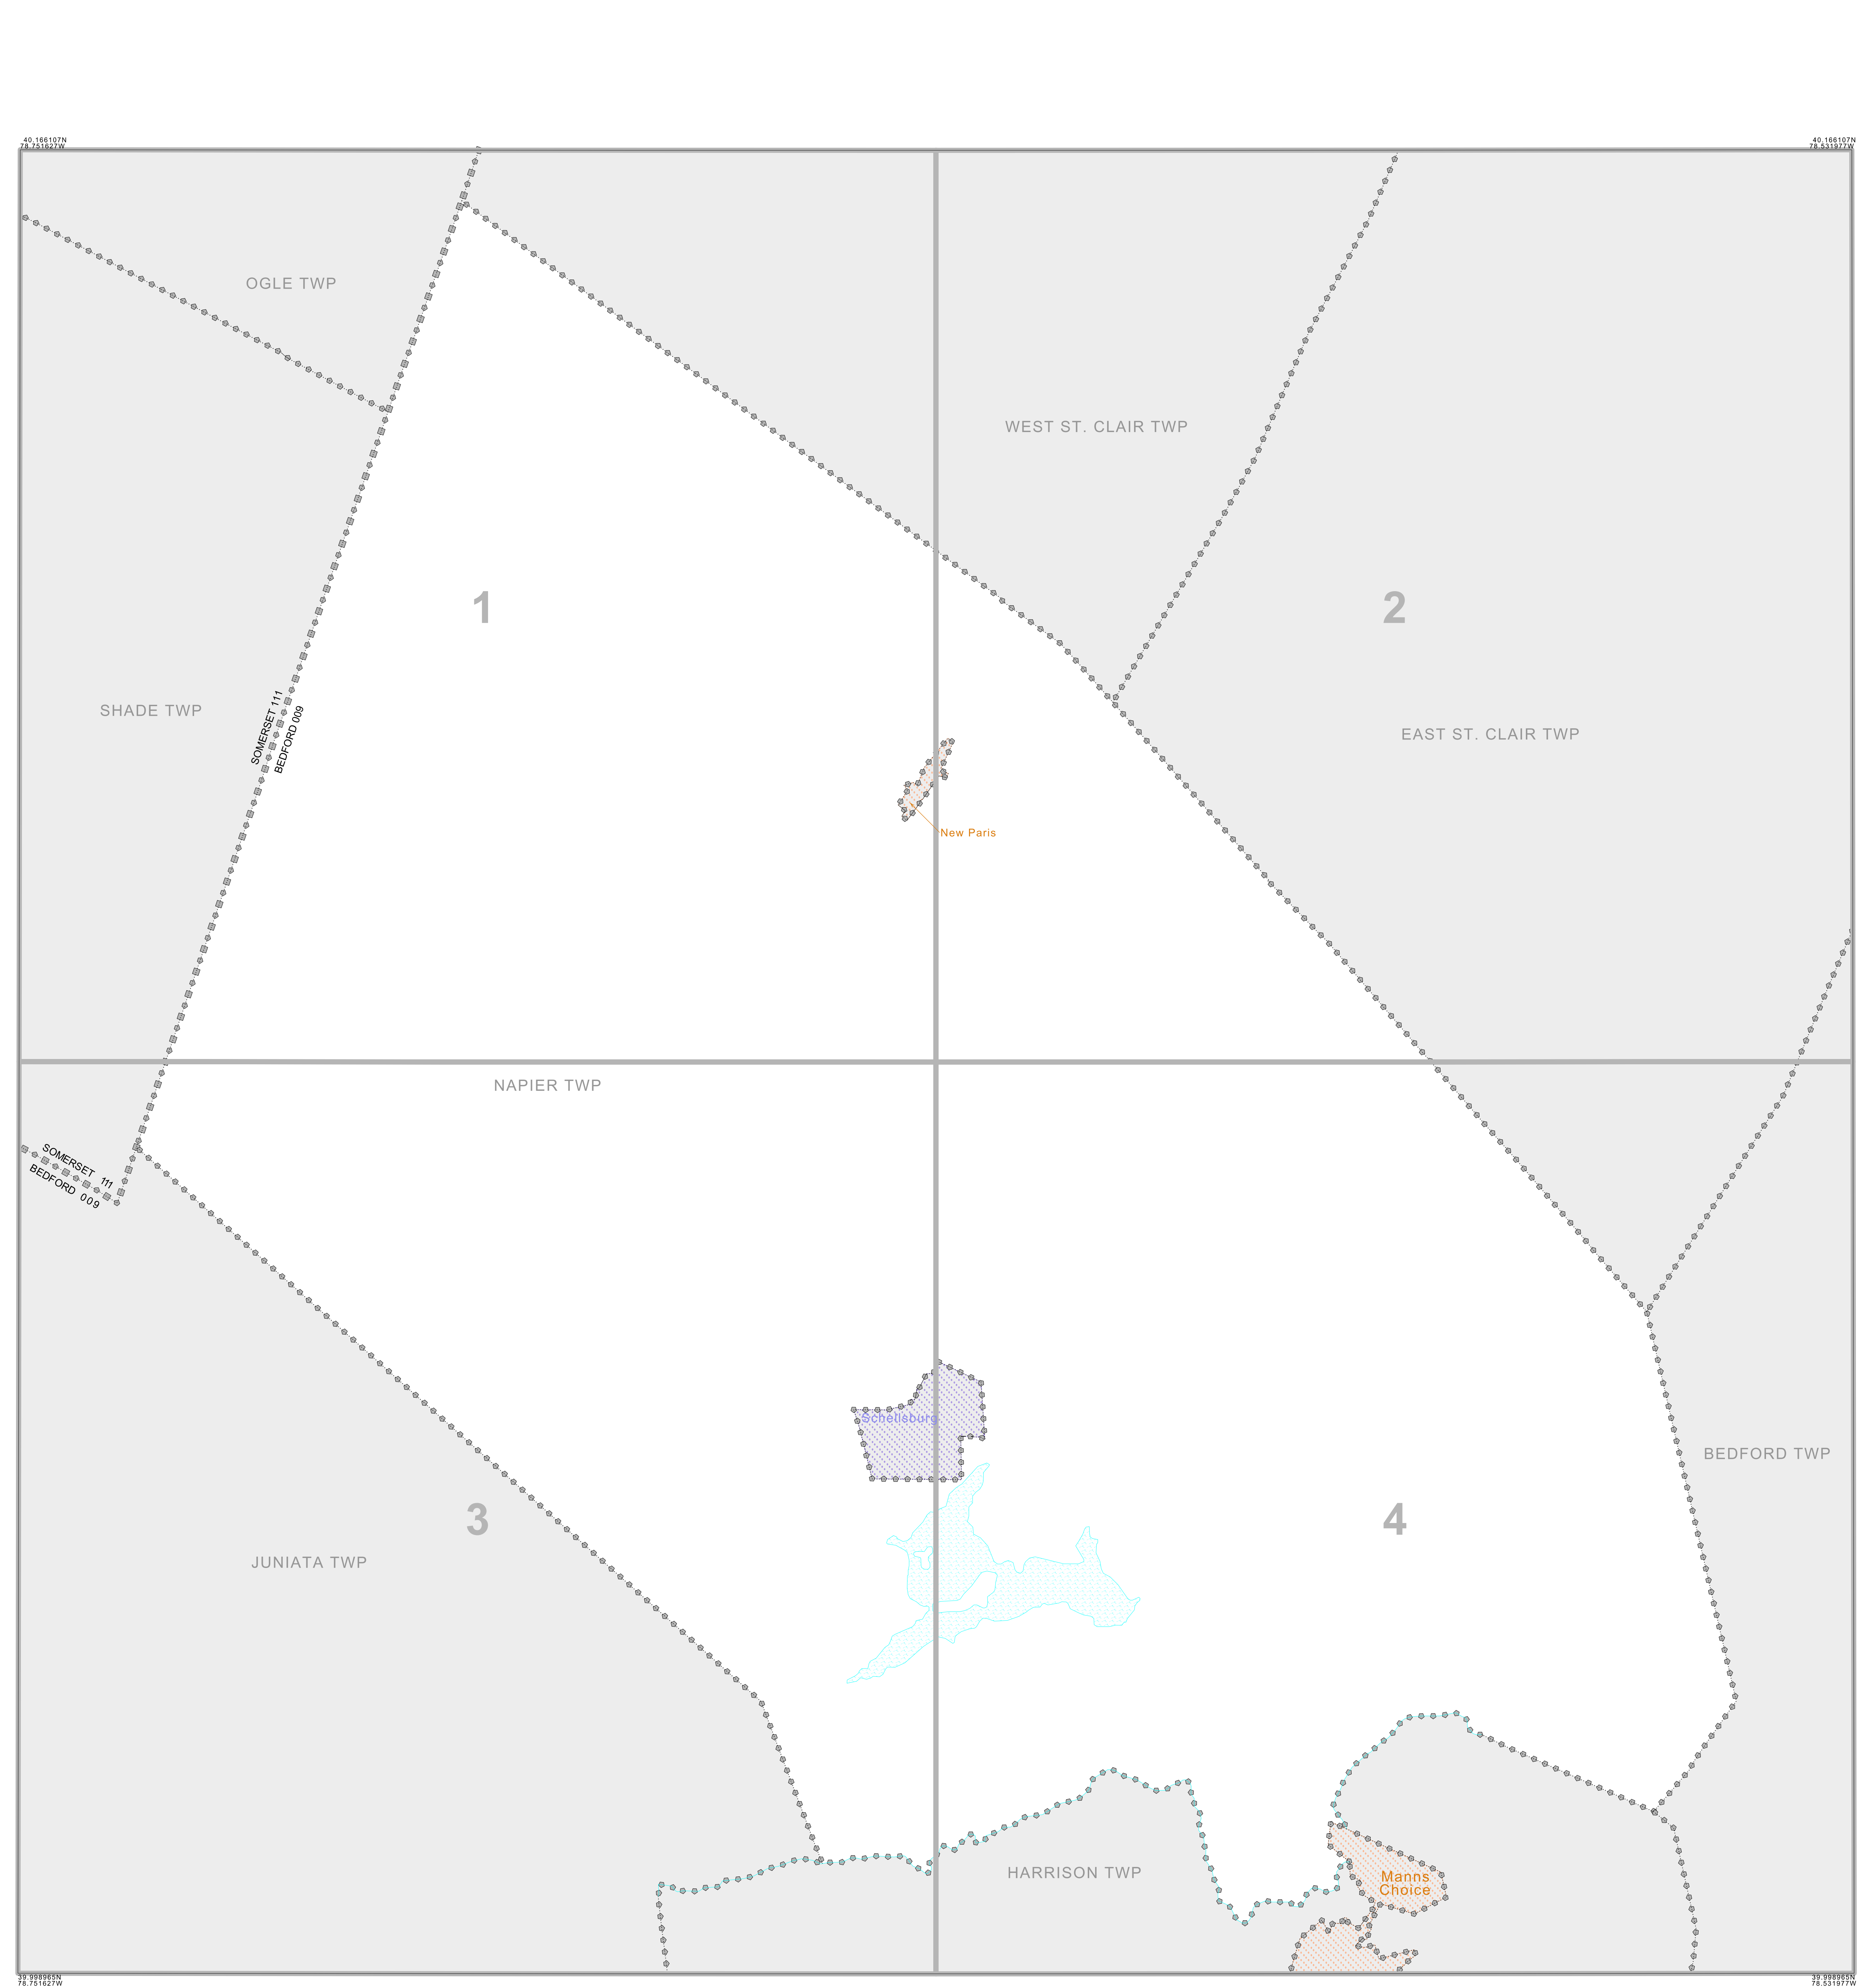 40.166107N
78.751627W
40.166107N
78.531977W
OGLE TWP
WEST ST. CLAIR TWP
1
2
SHADE TWP
SOMERSET 111
BEDFORD 009
EAST ST. CLAIR TWP
New Paris
NAPIER TWP
SOMERSET 111
BEDFORD 009
Schellsburg
BEDFORD TWP
3
4
JUNIATA TWP
HARRISON TWP
Manns
Choice
39.998965N
78.751627W
39.998965N
78.531977W